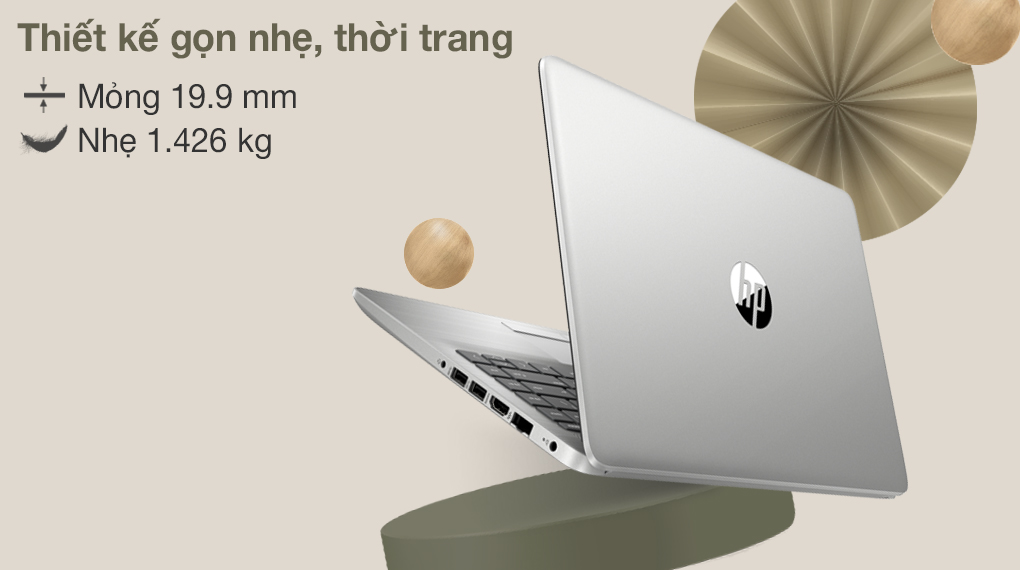 Thiết kế gọn nhẹ, thời trang
Mỏng 19.9 mm
Nhẹ 1.426 kg
hp